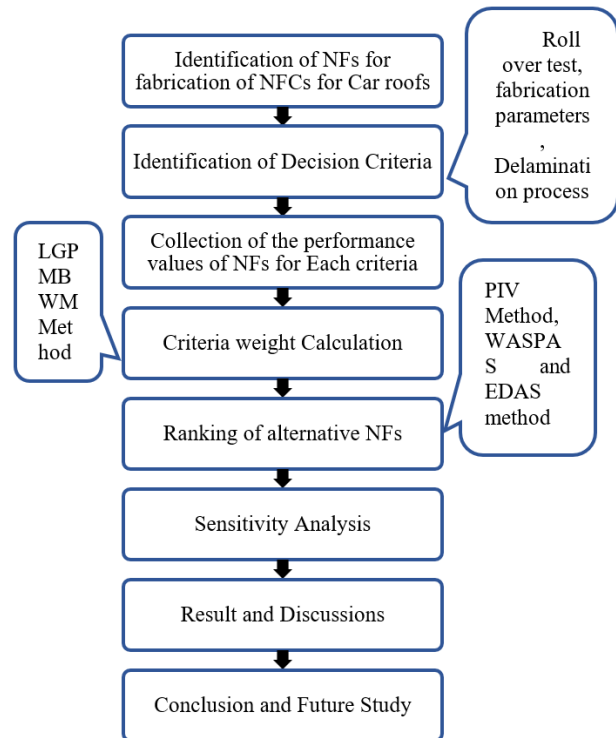 Identification of NFs for
fabrication of NFCs for Car roofs
Roll
over test,
fabrication
parameters
,
Delaminati
on process
Identification of Decision Criteria
Collection of the performance
values of NFs for Each criteria
LGP
MB
WM
Met
hod
Criteria weight Calculation
PIV
Method,
WASPA
S and
EDAS
method
Ranking of alternative NFs
Sensitivity Analysis
Result and Discussions
Conclusion and Future Study